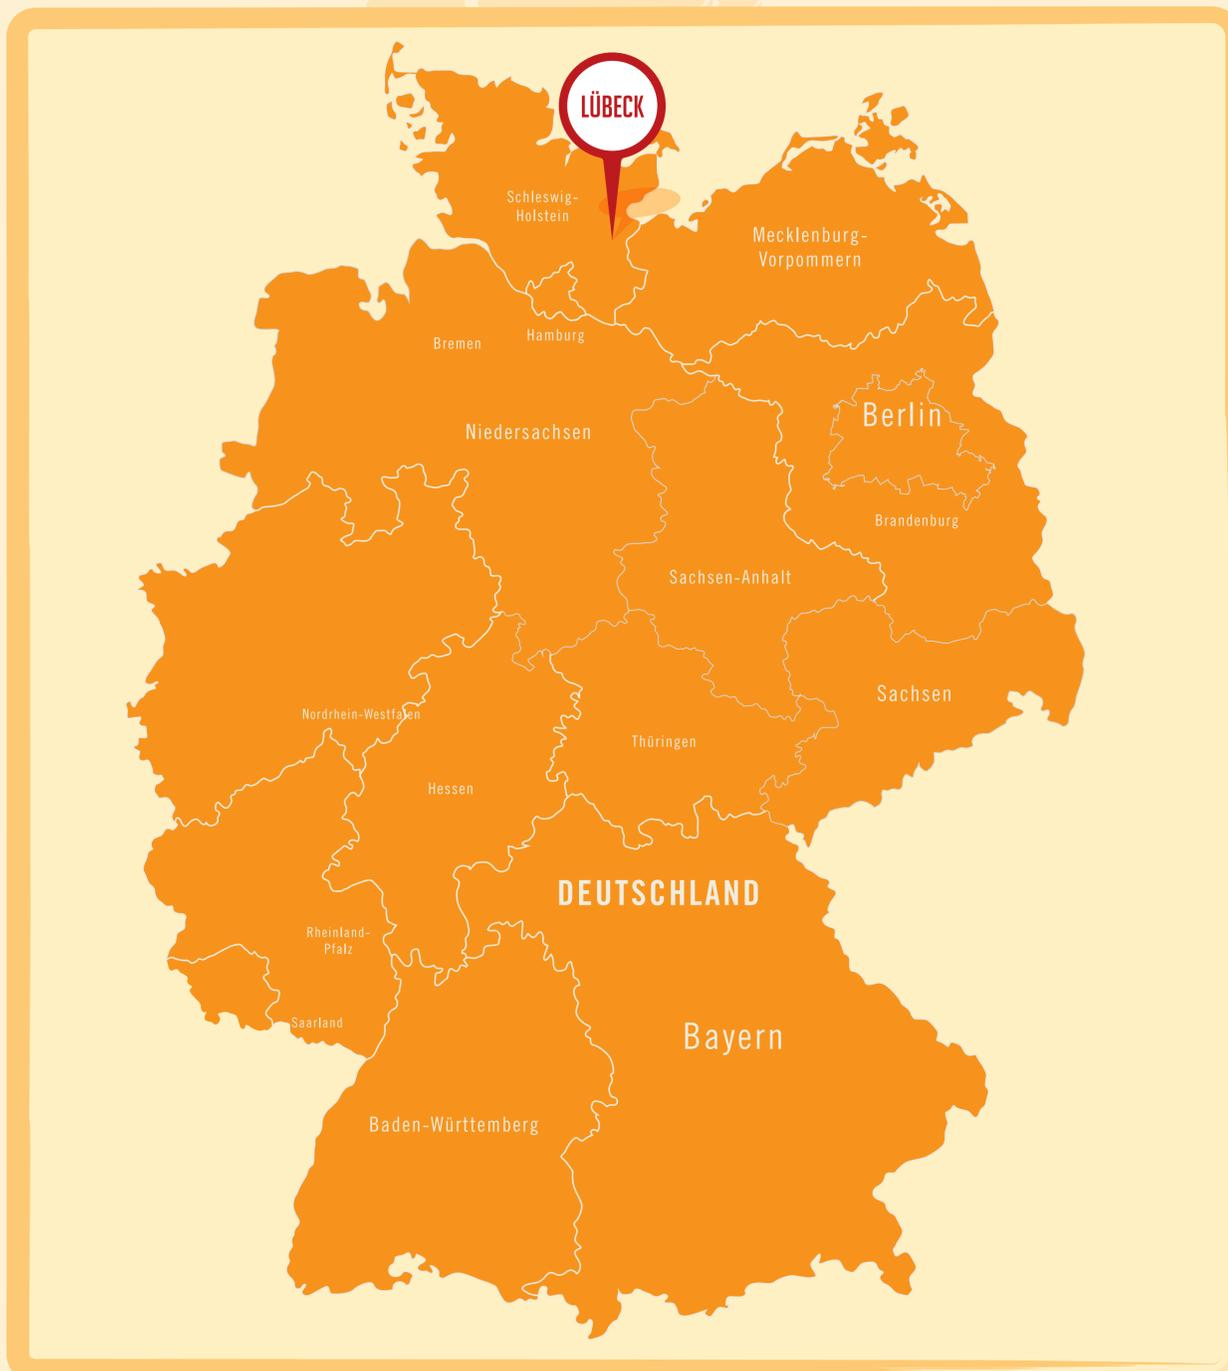 LÜBECK
Schleswig-
Holstein
Mecklenburg-
Vorpommern
Hamburg
Bremen
Berlin
Niedersachsen
Brandenburg
Sachsen-Anhalt
Sachsen
Nordrhein-Westfalen
Thüringen
Hessen
DEUTSCHLAND
Rheinland-
Pfalz
Saarland
Bayern
Baden-Württemberg